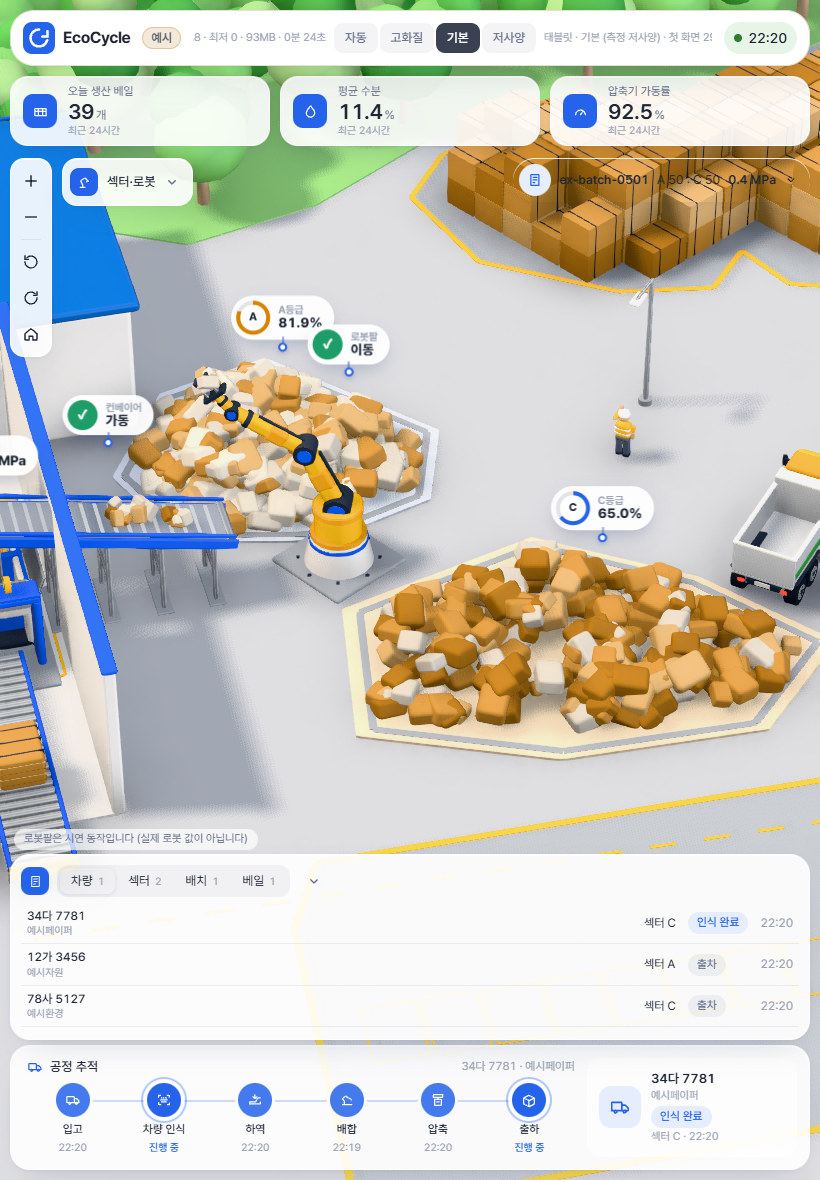 EcoCycle
예시
8 · 최저 0 · 93MB · 0분 24초
자동
고화질
기본
저사양
태블릿 · 기본 (측정 저사양) · 첫 화면
22:20
오늘 생산 베일
39개
최근 24시간
평균 수분
11.4%
최근 24시간
압축기 가동률
92.5%
최근 24시간
섹터·로봇
ex-batch-0501 A 50 · C 50 0.4 MPa
A
A등급
81.9%
로봇팔
이동
컨베이어
가동
MPa
C
C등급
65.0%
로봇팔은 시연 동작입니다 (실제 로봇 값이 아닙니다)
차량 1
섹터 2
배치 1
베일 1
34다 7781
예시페이퍼
섹터 C
인식 완료
22:20
12가 3456
예시자원
섹터 A
출차
22:20
78사 5127
예시환경
섹터 C
출차
22:20
공정 추적
34다 7781 · 예시페이퍼
입고
22:20
차량 인식
진행 중
하역
22:20
배합
22:19
압축
22:20
출하
진행 중
34다 7781
예시페이퍼
인식 완료
섹터 C · 22:20